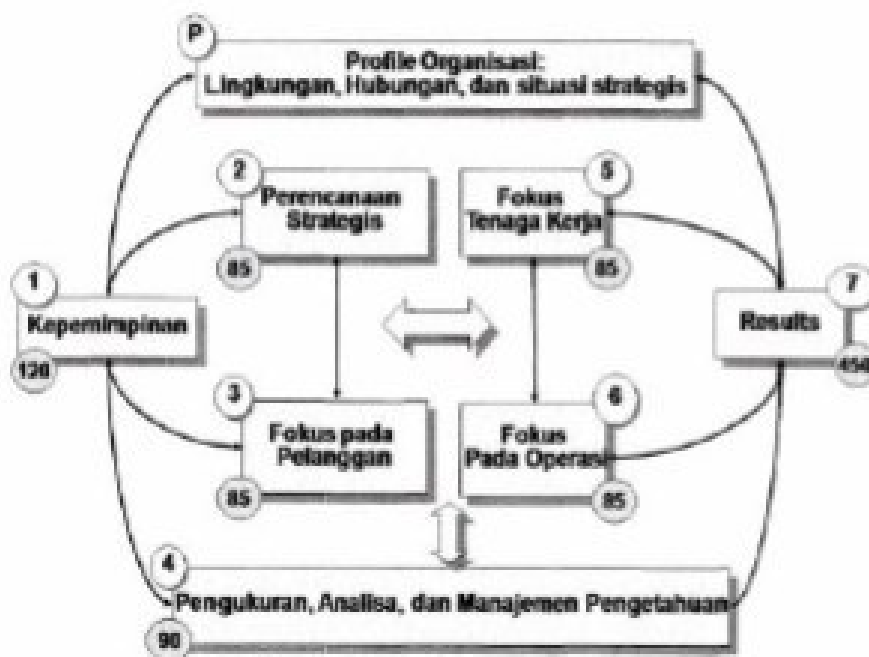 P
Profile Organisasi:
Lingkungan, Hubungan, dan situasi strategis
2
Perencanaan
Strategis
85
5
Fokus
Tenaga Kerja
85
1
Kepemimpinan
120
7
Results
450
3
Fokus pada
Pelanggan
85
6
Fokus
Pada Operasi
85
4
Pengukuran, Analisa, dan Manajemen Pengetahuan
90